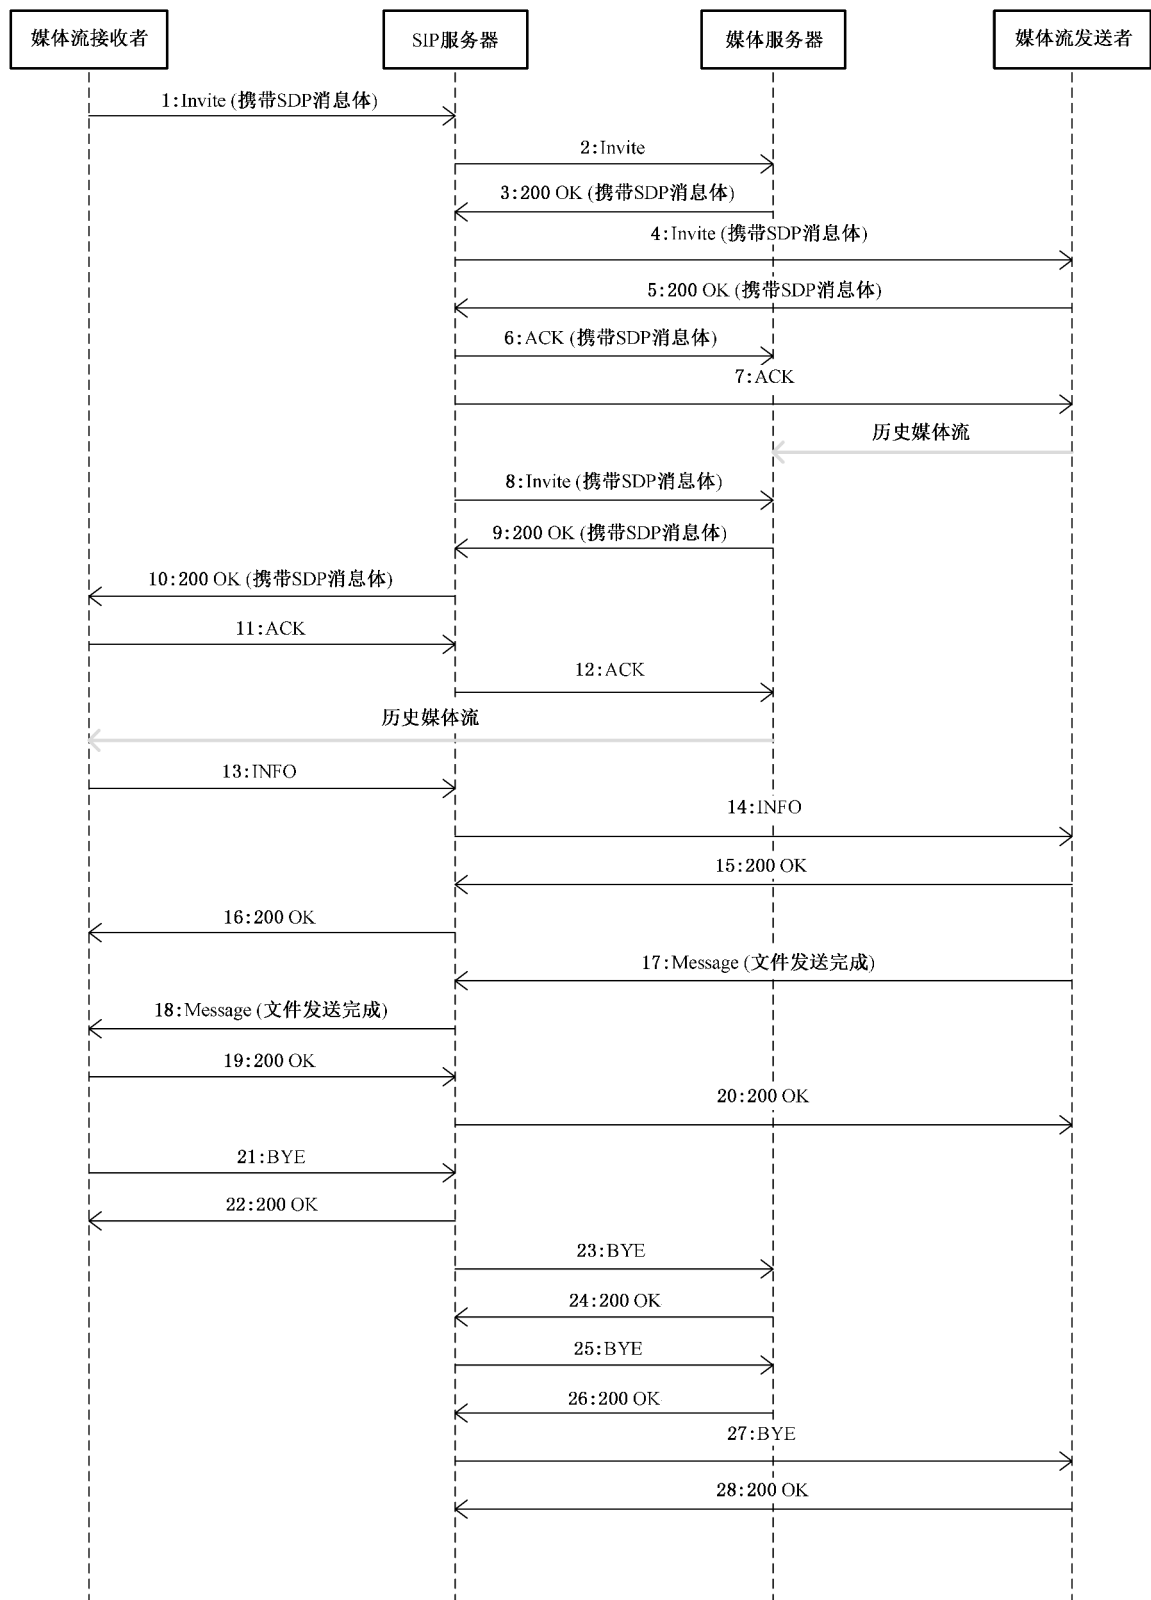 媒体流接收者
SIP服务器
媒体服务器
媒体流发送者
1:Invite (携带SDP消息体)
2:Invite
3:200 OK (携带SDP消息体)
4:Invite (携带SDP消息体)
5:200 OK (携带SDP消息体)
6:ACK (携带SDP消息体)
7:ACK
历史媒体流
8:Invite (携带SDP消息体)
9:200 OK (携带SDP消息体)
10:200 OK (携带SDP消息体)
11:ACK
12:ACK
历史媒体流
13:INFO
14:INFO
15:200 OK
16:200 OK
17:Message (文件发送完成)
18:Message (文件发送完成)
19:200 OK
20:200 OK
21:BYE
22:200 OK
23:BYE
24:200 OK
25:BYE
26:200 OK
27:BYE
28:200 OK